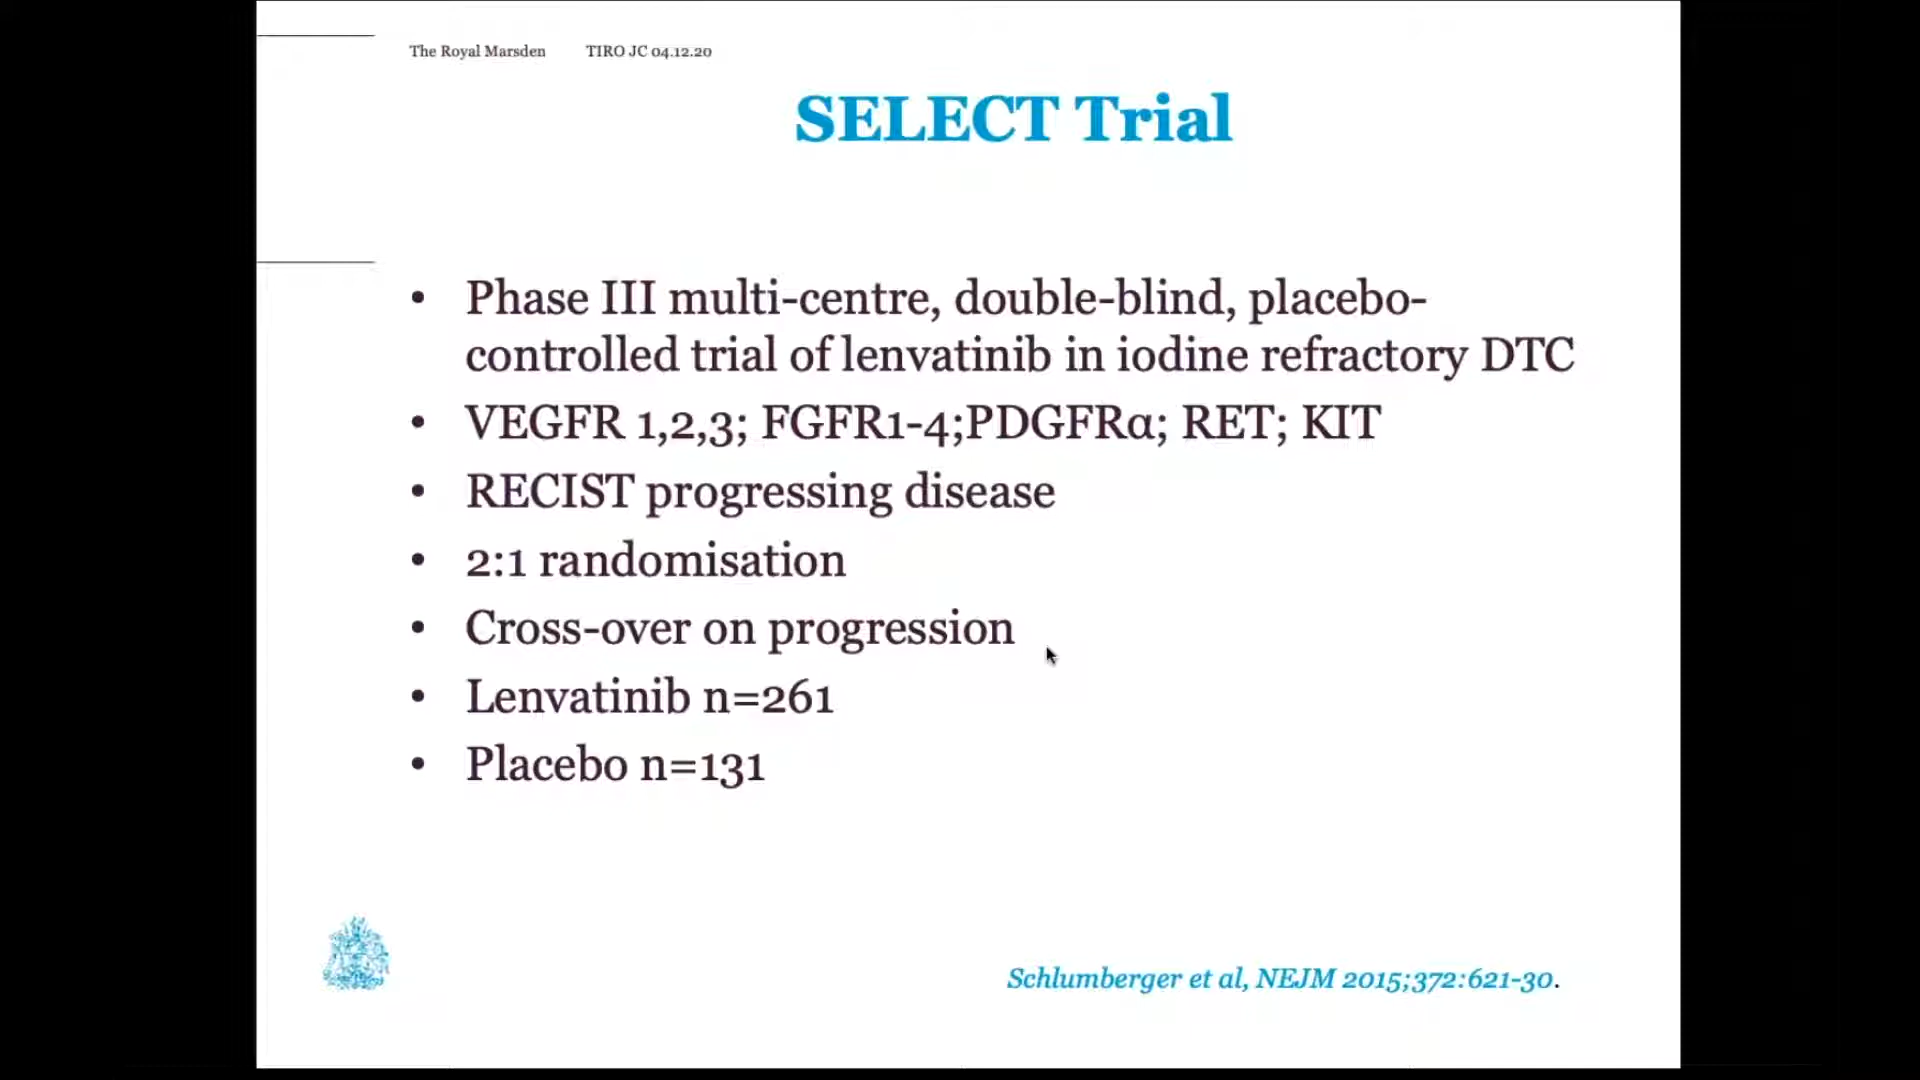 The Royal Marsden TIRO JC 04.12.20
SELECT Trial
• Phase III multi-centre, double-blind, placebo-
controlled trial of lenvatinib in iodine refractory DTC
• VEGFR 1,2,3; FGFR1-4;PDGFRα; RET; KIT
• RECIST progressing disease
• 2:1 randomisation
• Cross-over on progression
• Lenvatinib n=261
• Placebo n=131
Schlumberger et al, NEJM 2015;372:621-30.